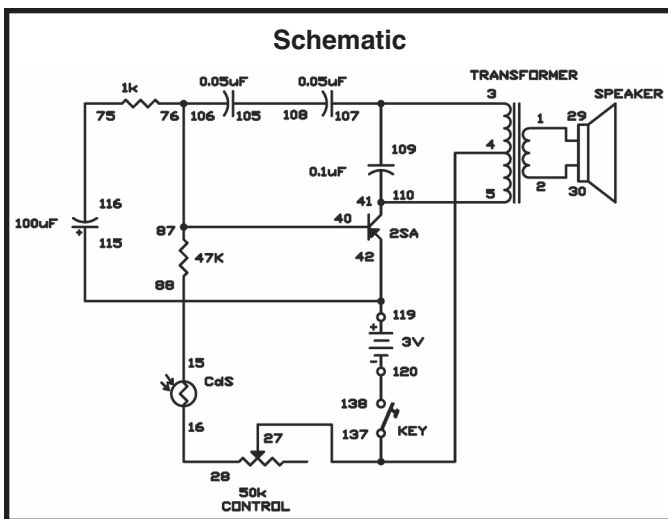 Schematic
TRANSFORMER
SPEAKER
0.05uF
0.05uF
1k
75
76
106
105
108
107
3
1
29
109
4
0.1uF
2
30
116
41
110
5
100uF
+
115
87
40
2SA
47K
42
88
119
+
3V
-
120
15
CdS
138
16
137
KEY
27
28
50k
CONTROL